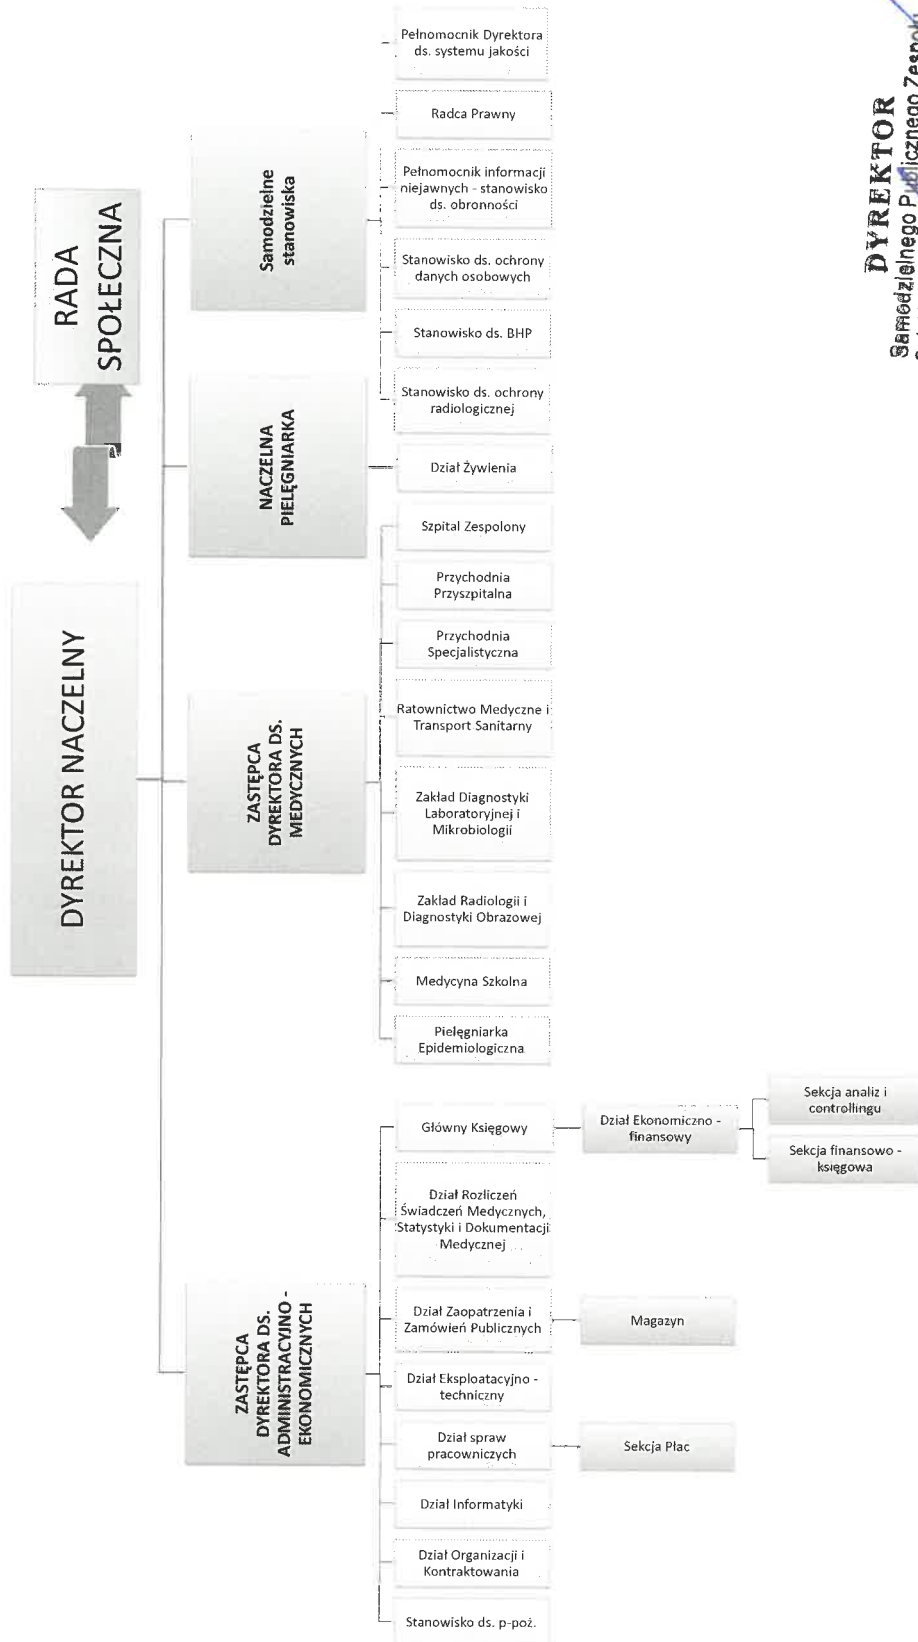 RADA
SPOŁECZNA
DYREKTOR NACZELNY
ZASTĘPCA
DYREKTORA DS.
ADMINISTRACYJNO -
EKONOMICZNYCH
ZASTĘPCA
DYREKTORA DS.
MEDYCZNYCH
NACZELNA
PIELĘGNIARKA
Samodzielne
stanowiska
Pełnomocnik Dyrektora
ds. systemu jakości
Radca Prawny
Pełnomocnik informacji
niejawnych - stanowisko
ds. obronności
Stanowisko ds. ochrony
danych osobowych
Stanowisko ds. BHP
Stanowisko ds. ochrony
radiologicznej
Dział Żywienia
Szpital Zespolony
Przychodnia
Przyszpitalna
Przychodnia
Specjalistyczna
Ratownictwo Medyczne i
Transport Sanitarny
Zakład Diagnostyki
Laboratoryjnej i
Mikrobiologii
Zakład Radiologii i
Diagnostyki Obrazowej
Medycyna Szkolna
Pielęgniarka
Epidemiologiczna
Główny Księgowy
Dział Ekonomiczno -
finansowy
Sekcja analiz i
controllingu
Sekcja finansowo -
księgowa
Dział Rozliczeń
Świadczeń Medycznych,
Statystyki i Dokumentacji
Medycznej
Dział Zaopatrzenia i
Zamówień Publicznych
Magazyn
Dział Eksploatacyjno -
techniczny
Dział spraw
pracowniczych
Sekcja Płac
Dział Informatyki
Dział Organizacji i
Kontraktowania
Stanowisko ds. p-poż.
DYREKTOR
Samodzielnego Publicznego Zespołu